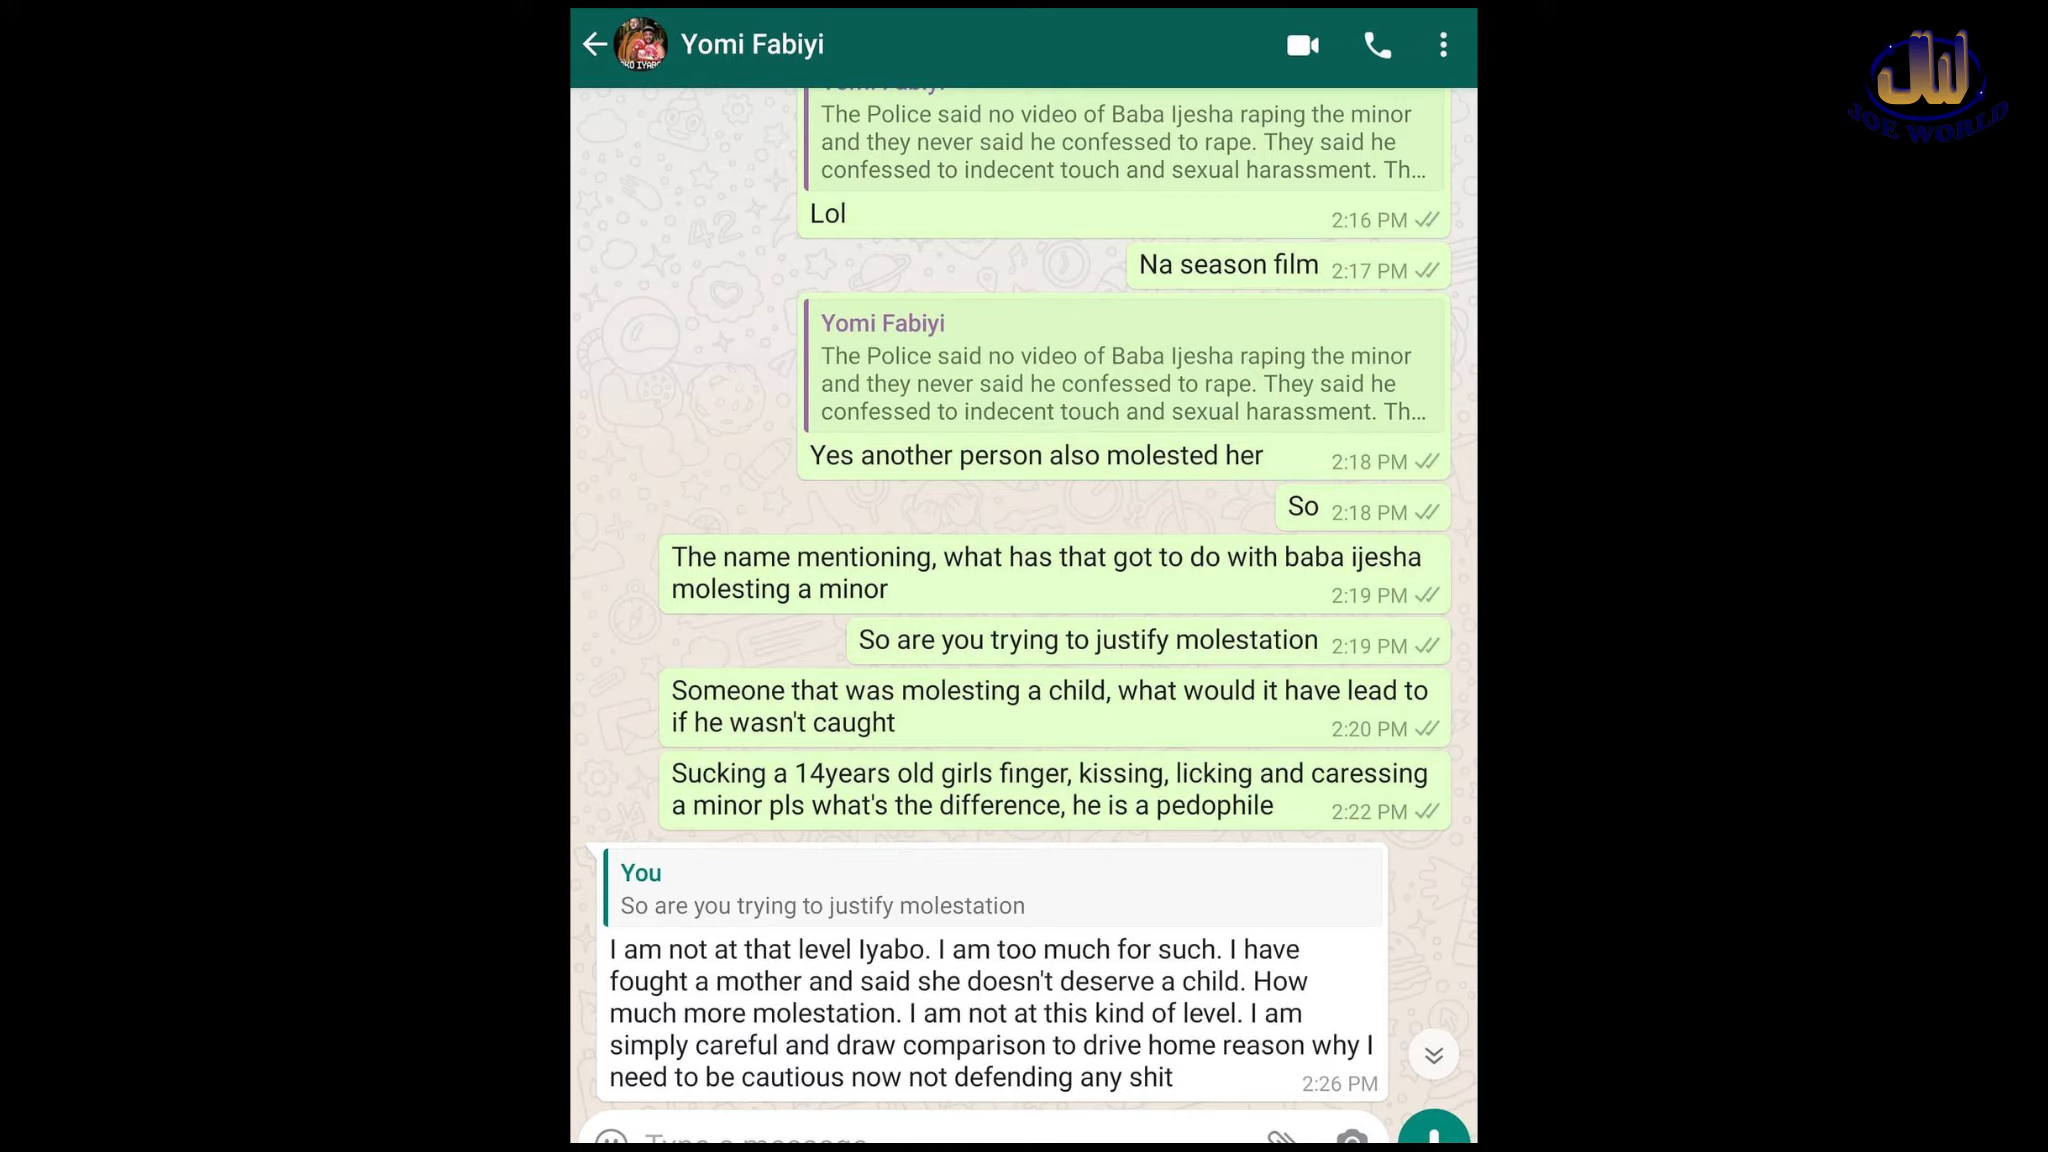 Yomi Fabiyi
OKO IYABO
JW
JOE WORLD
Yomi Fabiyi
The Police said no video of Baba Ijesha raping the minor
and they never said he confessed to rape. They said he
confessed to indecent touch and sexual harassment. Th...
Lol 2:16 PM
Na season film 2:17 PM
Yomi Fabiyi
The Police said no video of Baba Ijesha raping the minor
and they never said he confessed to rape. They said he
confessed to indecent touch and sexual harassment. Th...
Yes another person also molested her 2:18 PM
So 2:18 PM
The name mentioning, what has that got to do with baba ijesha
molesting a minor 2:19 PM
So are you trying to justify molestation 2:19 PM
Someone that was molesting a child, what would it have lead to
if he wasn't caught 2:20 PM
Sucking a 14years old girls finger, kissing, licking and caressing
a minor pls what's the difference, he is a pedophile 2:22 PM
You
So are you trying to justify molestation
I am not at that level Iyabo. I am too much for such. I have
fought a mother and said she doesn't deserve a child. How
much more molestation. I am not at this kind of level. I am
simply careful and draw comparison to drive home reason why I
need to be cautious now not defending any shit 2:26 PM
Type a message